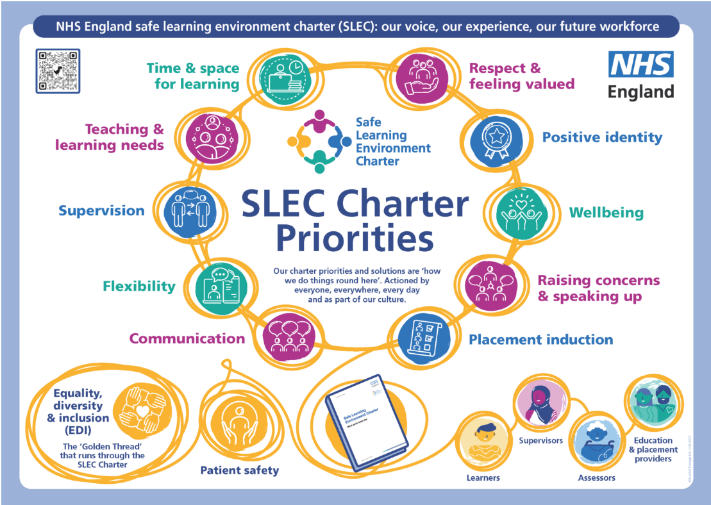 NHS England safe learning environment charter (SLEC): our voice, our experience, our future workforce
NHS
England
Time & space
for learning
Respect &
feeling valued
Teaching &
learning needs
Positive identity
Safe
Learning
Environment
Charter
Supervision
Wellbeing
SLEC Charter
Priorities
Our charter priorities and solutions are ‘how
we do things round here’. Actioned by
everyone, everywhere, every day
and as part of our culture.
Flexibility
Raising concerns
& speaking up
Communication
Placement induction
Equality,
diversity
& inclusion
(EDI)
The ‘Golden Thread’
that runs through the
SLEC Charter
Patient safety
Safe Learning
Environment Charter
Learners
Supervisors
Assessors
Education
& placement
providers